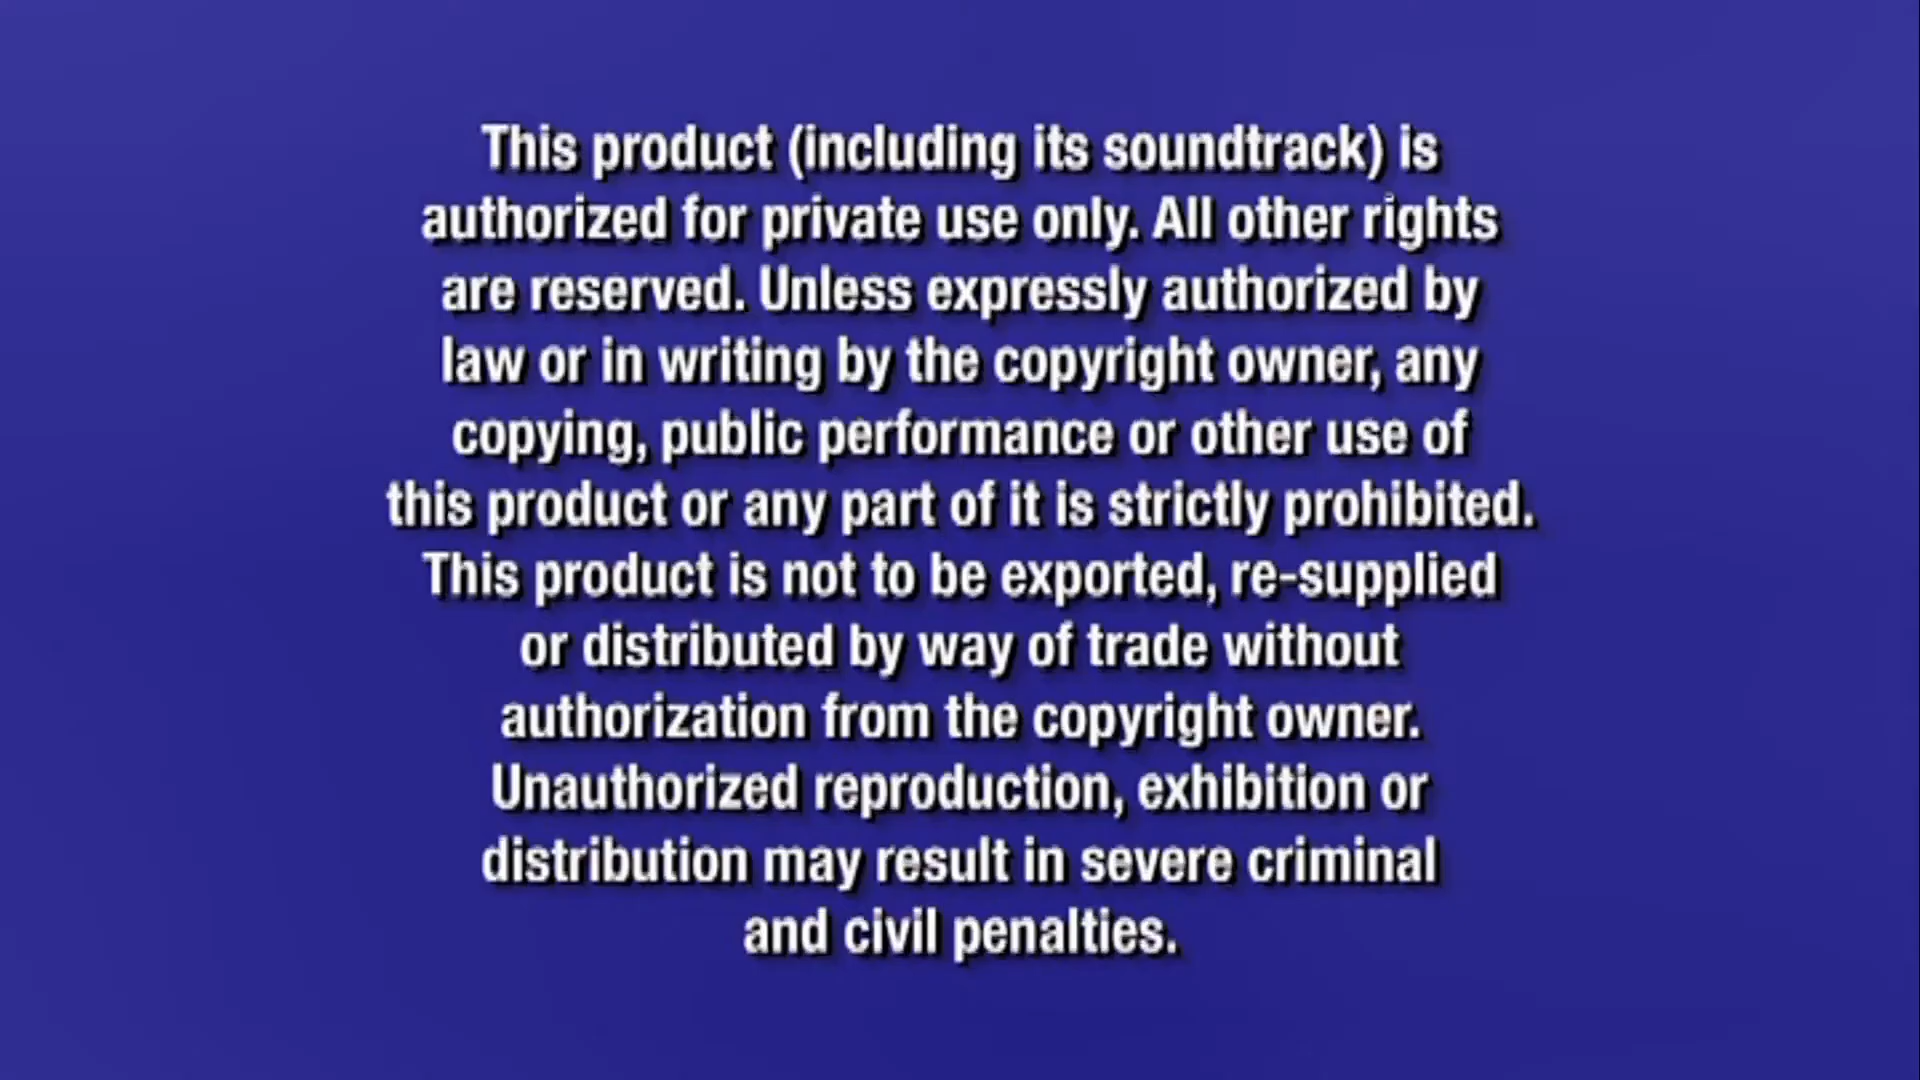 This product (including its soundtrack) is
authorized for private use only. All other rights
are reserved. Unless expressly authorized by
law or in writing by the copyright owner, any
copying, public performance or other use of
this product or any part of it is strictly prohibited.
This product is not to be exported, re-supplied
or distributed by way of trade without
authorization from the copyright owner.
Unauthorized reproduction, exhibition or
distribution may result in severe criminal
and civil penalties.